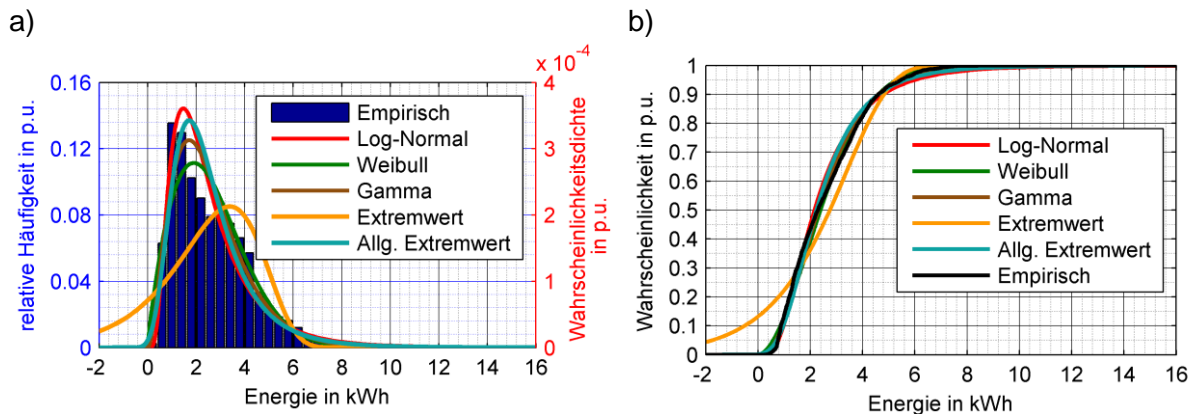 a)
b)
x 10⁻⁴
0.16
0.12
0.08
0.04
0
relative Häufigkeit in p.u.
4
3
2
1
0
Wahrscheinlichkeitsdichte
in p.u.
Empirisch
Log-Normal
Weibull
Gamma
Extremwert
Allg. Extremwert
-2 0 2 4 6 8 10 12 14 16
Energie in kWh
1
0.9
0.8
0.7
0.6
0.5
0.4
0.3
0.2
0.1
0
Wahrscheinlichkeit in p.u.
Log-Normal
Weibull
Gamma
Extremwert
Allg. Extremwert
Empirisch
-2 0 2 4 6 8 10 12 14 16
Energie in kWh